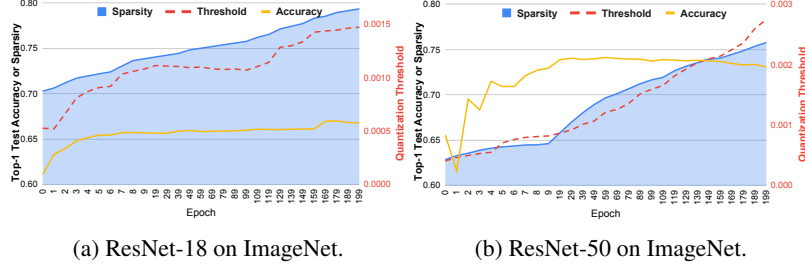 Sparsity Threshold Accuracy
Top-1 Test Accuracy or Sparsiry
0.80
0.75
0.70
0.65
0.60
0.0015
0.0010
0.0005
0.0000
Quantization Threshold
0 1 2 3 4 5 6 7 8 9 19 29 39 49 59 69 79 89 99 109 119 129 139 149 159 169 179 189 199
Epoch
(a) ResNet-18 on ImageNet.
Sparsity Threshold Accuracy
Top-1 Test Accuracy or Sparsiry
0.80
0.75
0.70
0.65
0.60
0.003
0.002
0.001
0.000
Quantization Threshold
0 1 2 3 4 5 6 7 8 9 19 29 39 49 59 69 79 89 99 109 119 129 139 149 159 169 179 189 199
Epoch
(b) ResNet-50 on ImageNet.